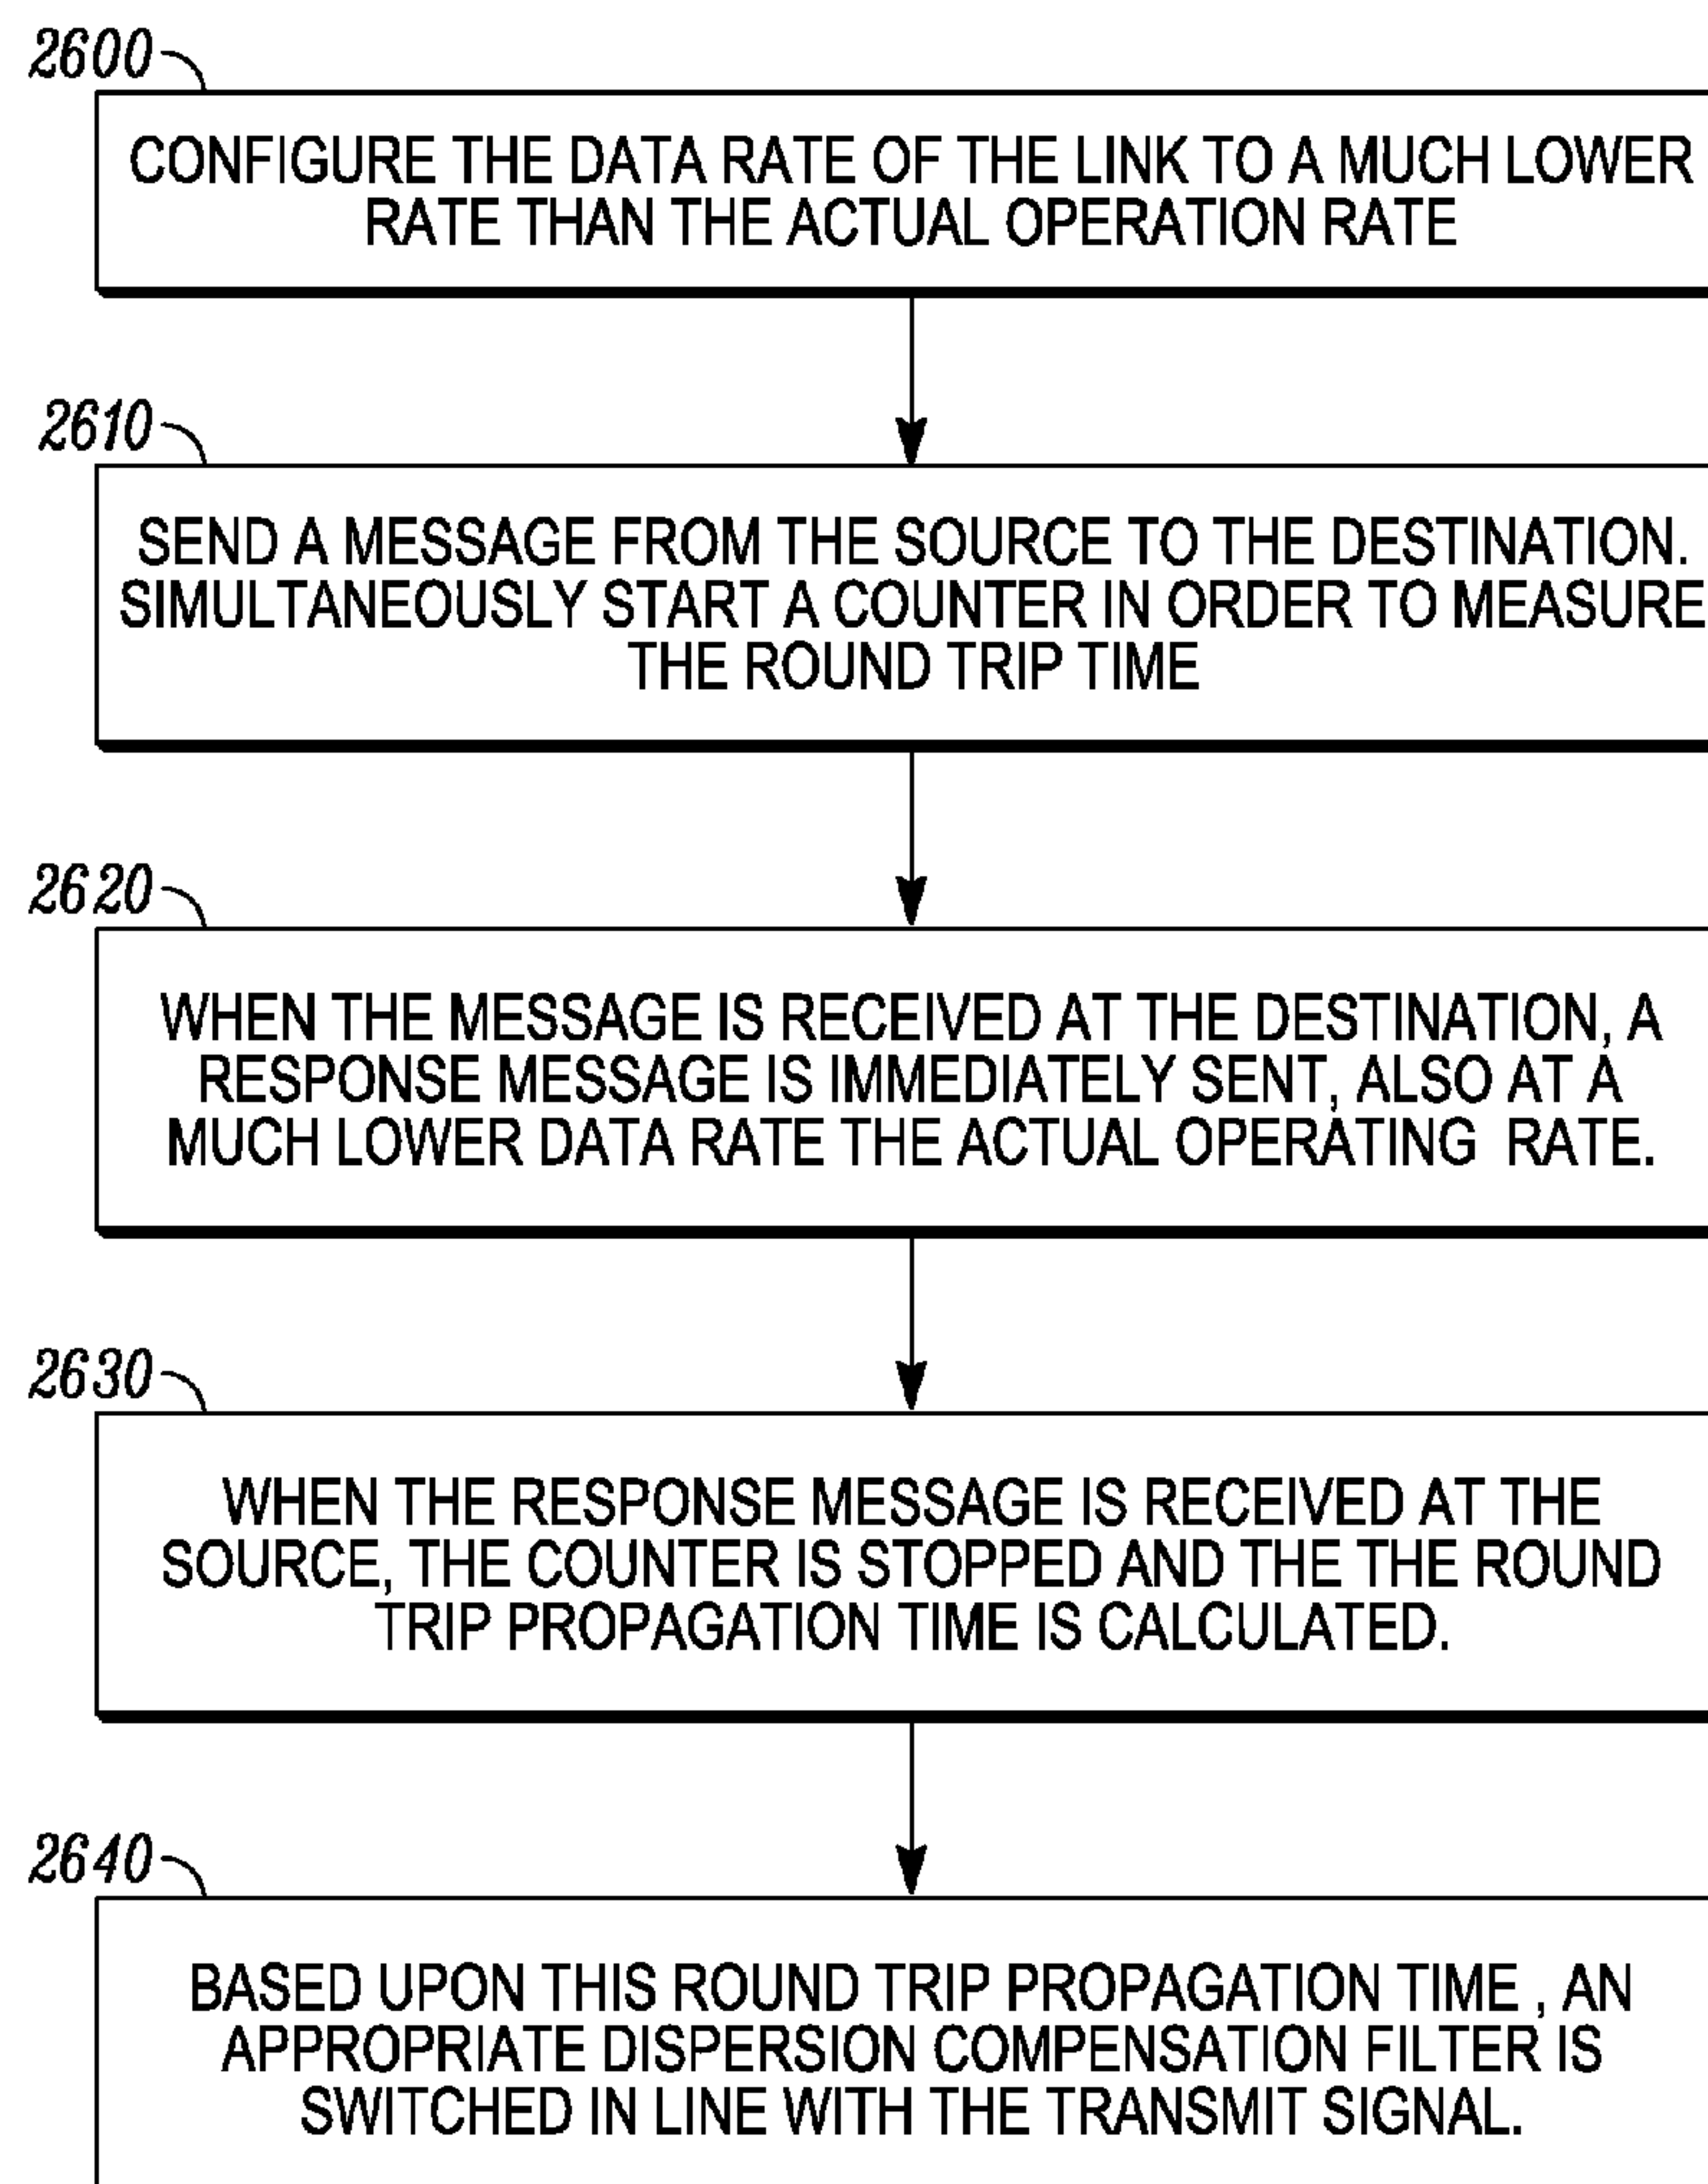 2600
CONFIGURE THE DATA RATE OF THE LINK TO A MUCH LOWER
RATE THAN THE ACTUAL OPERATION RATE
2610
SEND A MESSAGE FROM THE SOURCE TO THE DESTINATION.
SIMULTANEOUSLY START A COUNTER IN ORDER TO MEASURE
THE ROUND TRIP TIME
2620
WHEN THE MESSAGE IS RECEIVED AT THE DESTINATION, A
RESPONSE MESSAGE IS IMMEDIATELY SENT, ALSO AT A
MUCH LOWER DATA RATE THE ACTUAL OPERATING RATE.
2630
WHEN THE RESPONSE MESSAGE IS RECEIVED AT THE
SOURCE, THE COUNTER IS STOPPED AND THE THE ROUND
TRIP PROPAGATION TIME IS CALCULATED.
2640
BASED UPON THIS ROUND TRIP PROPAGATION TIME , AN
APPROPRIATE DISPERSION COMPENSATION FILTER IS
SWITCHED IN LINE WITH THE TRANSMIT SIGNAL.